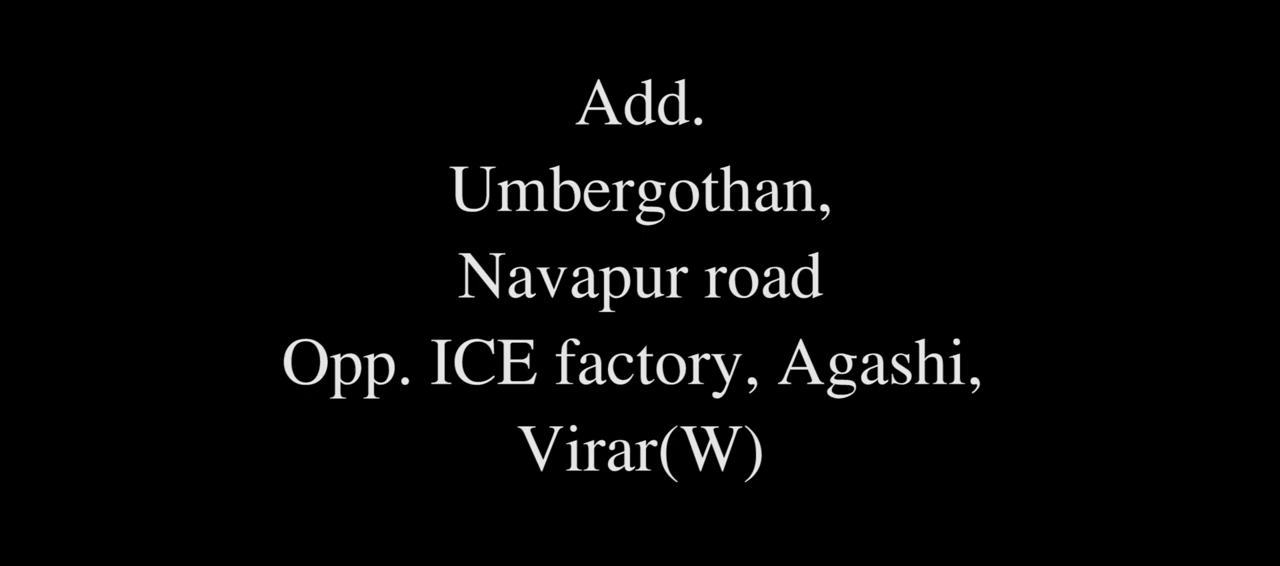 Add.
Umbergothan,
Navapur road
Opp. ICE factory, Agashi,
Virar(W)